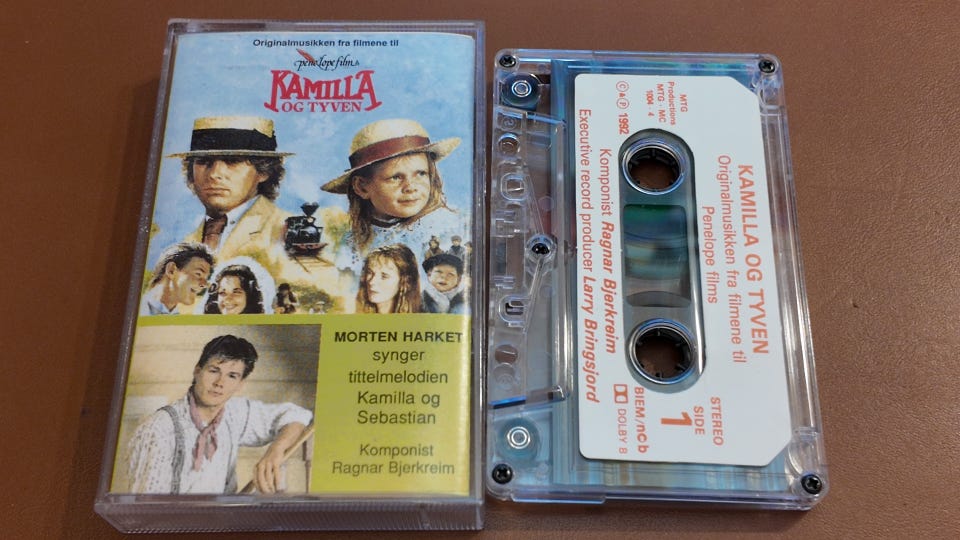 Originalmusikken fra filmene til
penelopefilm A/S
KAMILLA
OG TYVEN
MORTEN HARKET
synger
tittelmelodien
Kamilla og
Sebastian
Komponist
Ragnar Bjerkreim
KAMILLA OG TYVEN
Originalmusikken fra filmene til
Penelope films
MTG
Productions
MTG - MC
1004 - 4
©&℗ 1992
Komponist Ragnar Bjerkreim
Executive record producer Larry Bringsjord
STEREO
SIDE
1
BIEM/ncb
DOLBY B